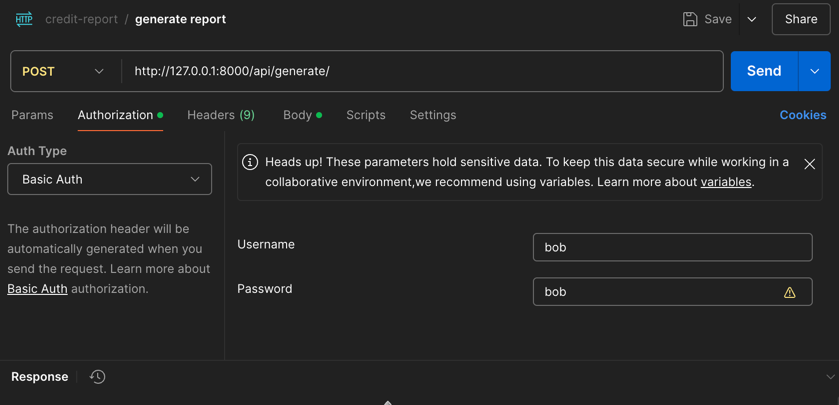 HTTP credit-report / generate report Save Share
POST http://127.0.0.1:8000/api/generate/ Send
Params Authorization Headers (9) Body Scripts Settings Cookies
Auth Type
Basic Auth
The authorization header will be
automatically generated when you
send the request. Learn more about
Basic Auth authorization.
Heads up! These parameters hold sensitive data. To keep this data secure while working in a
collaborative environment,we recommend using variables. Learn more about variables.
Username bob
Password bob
Response